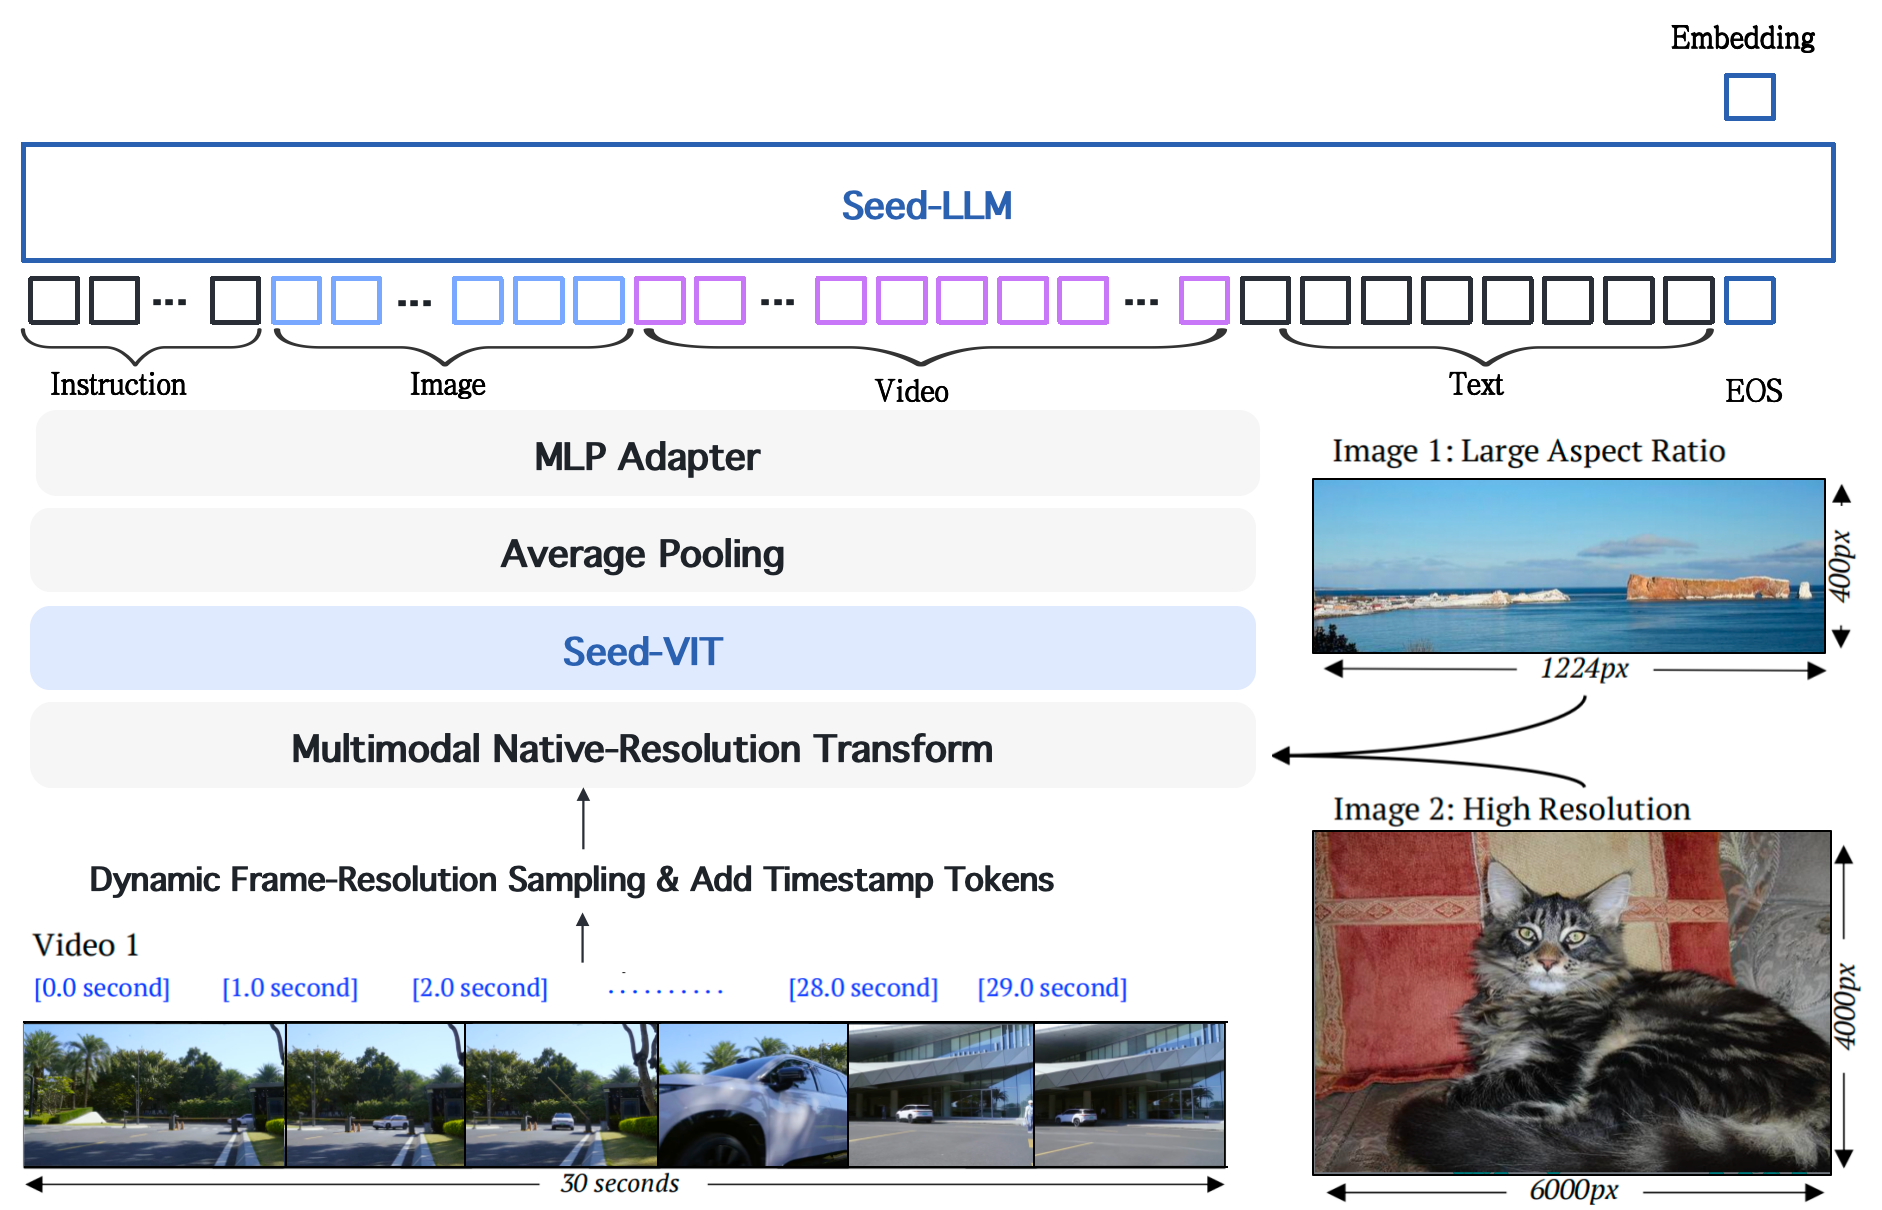 Embedding
Seed-LLM
... ... ... ...
Instruction
Image
Video
Text
EOS
MLP Adapter
Average Pooling
Seed-VIT
Multimodal Native-Resolution Transform
Dynamic Frame-Resolution Sampling & Add Timestamp Tokens
Video 1
[0.0 second] [1.0 second] [2.0 second] .......... [28.0 second] [29.0 second]
30 seconds
Image 1: Large Aspect Ratio
400px
1224px
Image 2: High Resolution
4000px
6000px